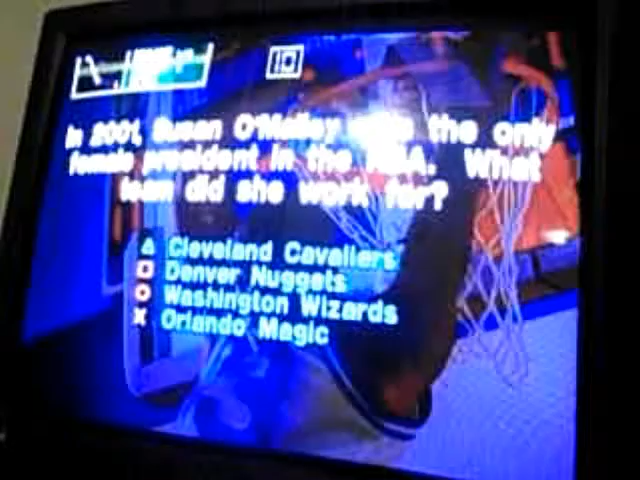 10
In 2001, Susan O'Malley the only
female president in the NBA. What
team did she work for?
△ Cleveland Cavaliers
□ Denver Nuggets
○ Washington Wizards
X Orlando Magic